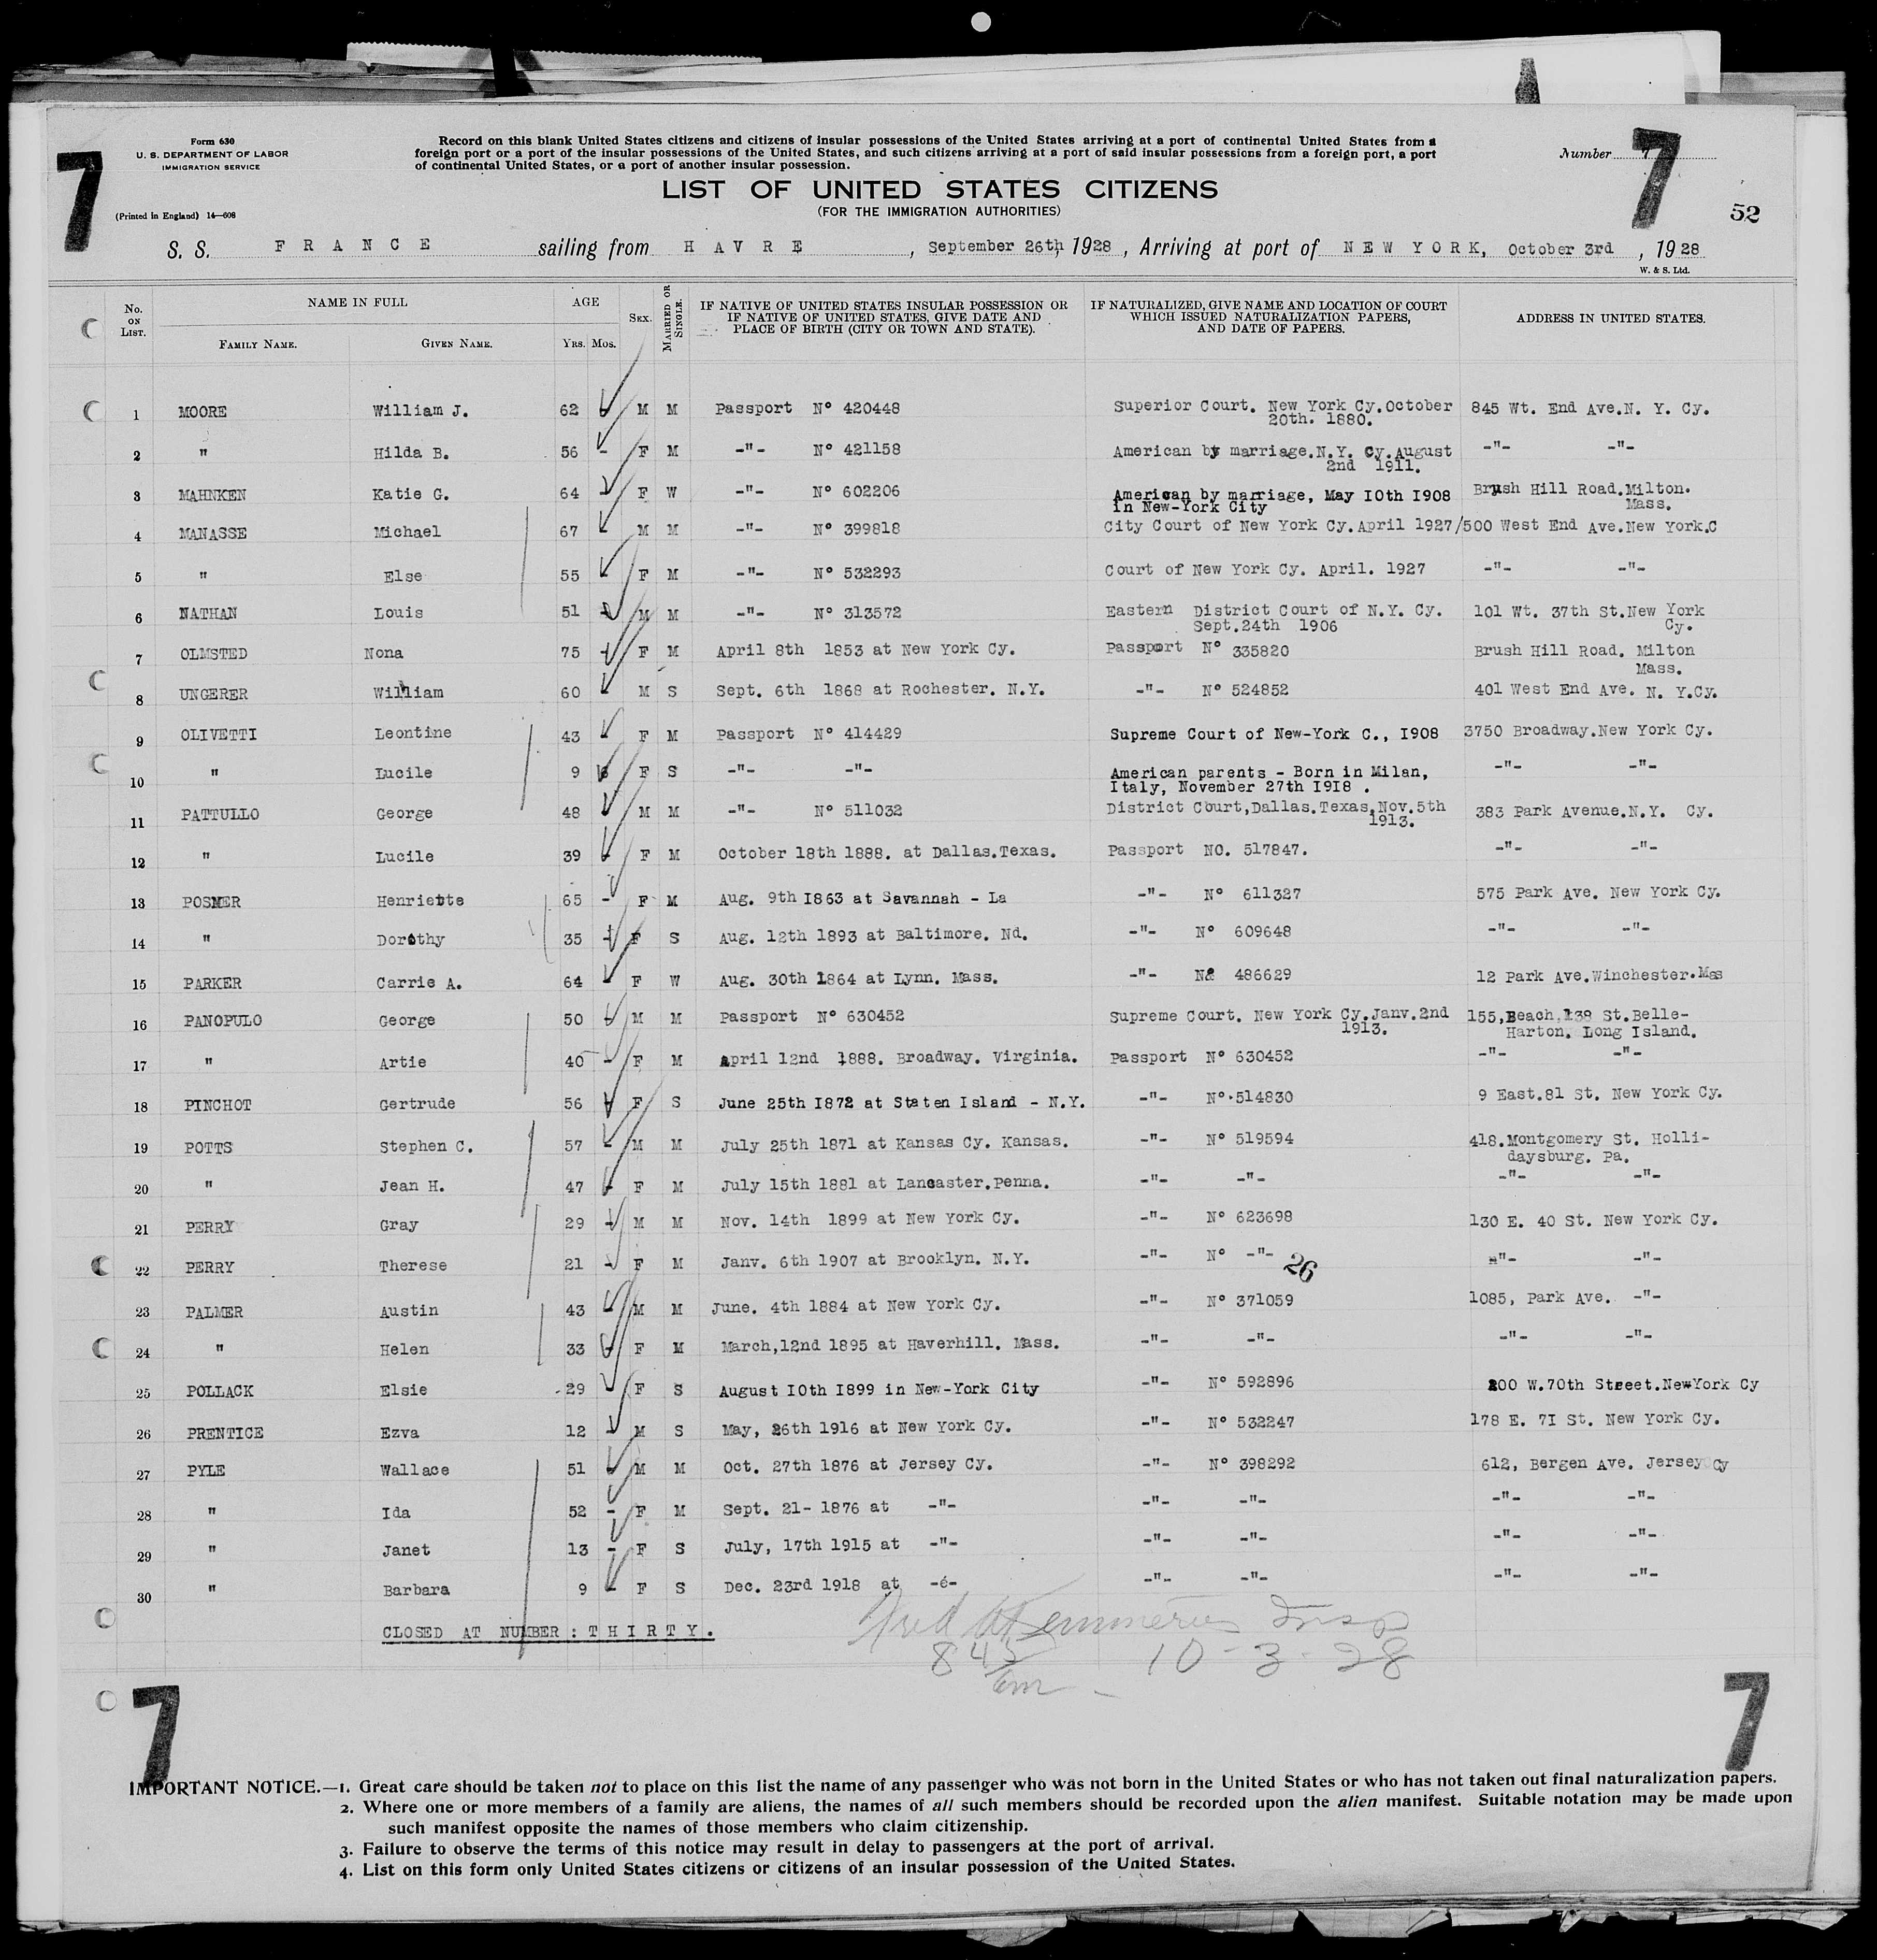 Form 630
U. S. DEPARTMENT OF LABOR
IMMIGRATION SERVICE
(Printed in England) 14—608
7
Record on this blank United States citizens and citizens of insular possessions of the United States arriving at a port of continental United States from a
foreign port or a port of the insular possessions of the United States, and such citizens arriving at a port of said insular possessions from a foreign port, a port
of continental United States, or a port of another insular possession.
Number 7
7
52
LIST OF UNITED STATES CITIZENS
(FOR THE IMMIGRATION AUTHORITIES)
S. S. FRANCE sailing from HAVRE, September 26th, 1928, Arriving at port of NEW YORK, October 3rd, 1928
W. & S. Ltd.
No. ON LIST. NAME IN FULL FAMILY NAME. GIVEN NAME. AGE YRS. MOS. SEX. MARRIED OR SINGLE. IF NATIVE OF UNITED STATES INSULAR POSSESSION OR IF NATIVE OF UNITED STATES, GIVE DATE AND PLACE OF BIRTH (CITY OR TOWN AND STATE). IF NATURALIZED, GIVE NAME AND LOCATION OF COURT WHICH ISSUED NATURALIZATION PAPERS, AND DATE OF PAPERS. ADDRESS IN UNITED STATES.
1 MOORE William J. 62 - M M Passport N° 420448 Superior Court. New York Cy.October 20th. 1880. 845 Wt. End Ave.N. Y. Cy.
2 " Hilda B. 56 - F M -"- N° 421158 American by marriage.N.Y. Cy.August 2nd 1911. -"- -"-
3 MAHNKEN Katie G. 64 - F W -"- N° 602206 American by marriage, May 10th 1908 in New-York City Brush Hill Road.Milton. Mass.
4 MANASSE Michael 67 - M M -"- N° 399818 City Court of New York Cy.April 1927/ 500 West End Ave.New York.C
5 " Else 55 - F M -"- N° 532293 Court of New York Cy. April. 1927 -"- -"-
6 NATHAN Louis 51 - M M -"- N° 313572 Eastern District Court of N.Y. Cy. Sept.24th 1906 101 Wt. 37th St.New York Cy.
7 OLMSTED Nona 75 - F M April 8th 1853 at New York Cy. Passport N° 335820 Brush Hill Road. Milton Mass.
8 UNGERER William 60 - M S Sept. 6th 1868 at Rochester. N.Y. -"- N° 524852 401 West End Ave. N. Y.Cy.
9 OLIVETTI Leontine 43 F M Passport N° 414429 Supreme Court of New-York C., 1908 3750 Broadway.New York Cy.
10 " Lucile 9 F S -"- -"- American parents - Born in Milan, Italy, November 27th 1918 . -"- -"-
11 PATTULLO George 48 - M M -"- N° 511032 District Court,Dallas.Texas,Nov.5th 1913. 383 Park Avenue.N.Y. Cy.
12 " Lucile 39 - F M October 18th 1888. at Dallas.Texas. Passport NO. 517847. -"- -"-
13 POSNER Henriette 65 - F M Aug. 9th 1863 at Savannah - La -"- N° 611327 575 Park Ave. New York Cy.
14 " Dorothy 35 - F S Aug. 12th 1893 at Baltimore. Nd. -"- N° 609648 -"- -"-
15 PARKER Carrie A. 64 - F W Aug. 30th 1864 at Lynn. Mass. -"- 486629 12 Park Ave.Winchester.Mas
16 PANOPULO George 50 - M M Passport N° 630452 Supreme Court. New York Cy.Janv.2nd 1913. 155,Beach,138 St.Belle- Harton. Long Island.
17 " Artie 40 - F M April 12nd 1888. Broadway. Virginia. Passport N° 630452 -"- -"-
18 PINCHOT Gertrude 56 - F S June 25th 1872 at Staten Island - N.Y. -"- N° 514830 9 East.81 St. New York Cy.
19 POTTS Stephen C. 57 - M M July 25th 1871 at Kansas Cy. Kansas. -"- N° 519594 418.Montgomery St. Holli- daysburg. Pa.
20 " Jean H. 47 - F M July 15th 1881 at Lancaster.Penna. -"- -"- -"- -"-
21 PERRY Gray 29 - M M Nov. 14th 1899 at New York Cy. -"- N° 623698 130 E. 40 St. New York Cy.
22 PERRY Therese 21 - F M Janv. 6th 1907 at Brooklyn. N.Y. -"- N° -"- 26 -"- -"-
23 PALMER Austin 43 - M M June. 4th 1884 at New York Cy. -"- N° 371059 1085, Park Ave. -"-
24 " Helen 33 - F M March,12nd 1895 at Haverhill. Mass. -"- -"- -"- -"-
25 POLLACK Elsie 29 - F S August 10th 1899 in New-York City -"- N° 592896 200 W.70th Street.NewYork Cy
26 PRENTICE Ezva 12 - M S May, 26th 1916 at New York Cy. -"- N° 532247 178 E. 71 St. New York Cy.
27 PYLE Wallace 51 - M M Oct. 27th 1876 at Jersey Cy. -"- N° 398292 612, Bergen Ave. Jersey Cy
28 " Ida 52 - F M Sept. 21- 1876 at -"- -"- -"- -"- -"-
29 " Janet 13 - F S July, 17th 1915 at -"- -"- -"- -"- -"-
30 " Barbara 9 - F S Dec. 23rd 1918 at -é- -"- -"- -"- -"-
CLOSED AT NUMBER : THIRTY.
Insp
845 am - 10-3-28
7
7
IMPORTANT NOTICE.—1. Great care should be taken not to place on this list the name of any passenger who was not born in the United States or who has not taken out final naturalization papers.
2. Where one or more members of a family are aliens, the names of all such members should be recorded upon the alien manifest. Suitable notation may be made upon
such manifest opposite the names of those members who claim citizenship.
3. Failure to observe the terms of this notice may result in delay to passengers at the port of arrival.
4. List on this form only United States citizens or citizens of an insular possession of the United States.